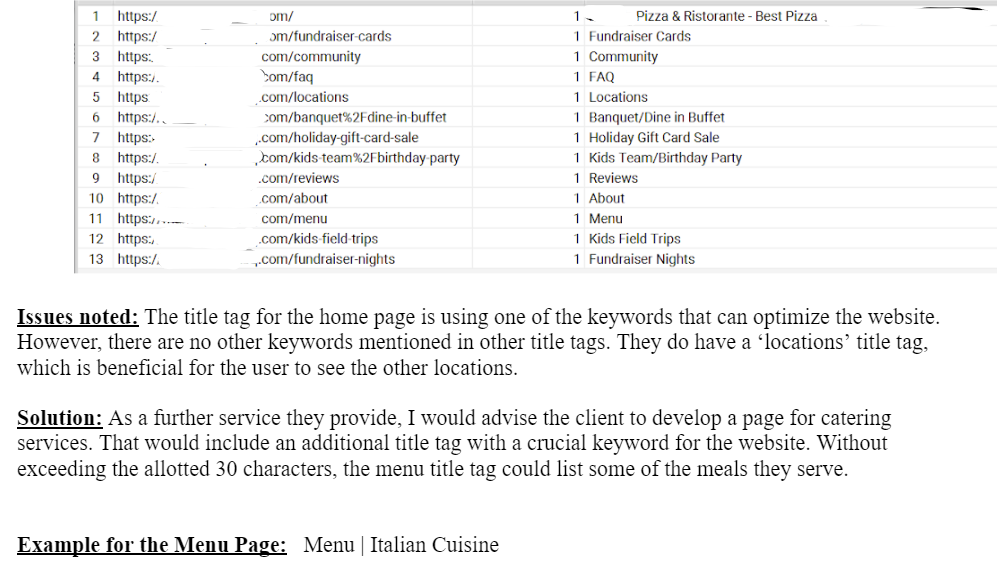 1 https:/ om/ 1 Pizza & Ristorante - Best Pizza
2 https:/ om/fundraiser-cards 1 Fundraiser Cards
3 https: com/community 1 Community
4 https:/. com/faq 1 FAQ
5 https .com/locations 1 Locations
6 https:/. om/banquet%2Fdine-in-buffet 1 Banquet/Dine in Buffet
7 https: .com/holiday-gift-card-sale 1 Holiday Gift Card Sale
8 https:/. com/kids-team%2Fbirthday-party 1 Kids Team/Birthday Party
9 https:/ .com/reviews 1 Reviews
10 https:/. .com/about 1 About
11 https:/ com/menu 1 Menu
12 https: .com/kids-field-trips 1 Kids Field Trips
13 https:/. .com/fundraiser-nights 1 Fundraiser Nights
Issues noted: The title tag for the home page is using one of the keywords that can optimize the website.
However, there are no other keywords mentioned in other title tags. They do have a ‘locations’ title tag,
which is beneficial for the user to see the other locations.
Solution: As a further service they provide, I would advise the client to develop a page for catering
services. That would include an additional title tag with a crucial keyword for the website. Without
exceeding the allotted 30 characters, the menu title tag could list some of the meals they serve.
Example for the Menu Page: Menu | Italian Cuisine